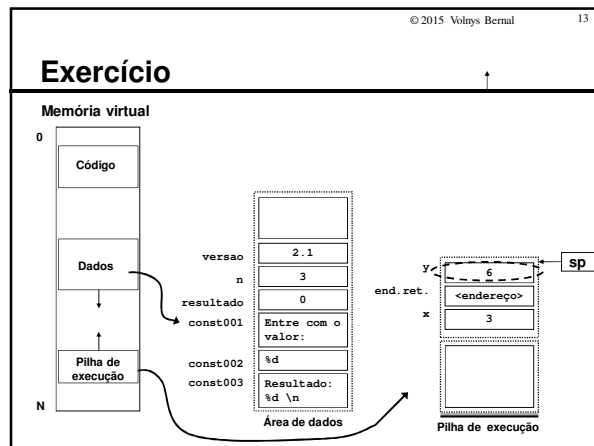 © 2015 Volnys Bernal 13
Exercício
Memória virtual
0
Código
Dados
Pilha de
execução
N
versao 2.1
n 3
resultado 0
const001 Entre com o
valor:
const002 %d
const003 Resultado:
%d \n
Área de dados
y 6
sp
end.ret. <endereço>
x 3
Pilha de execução